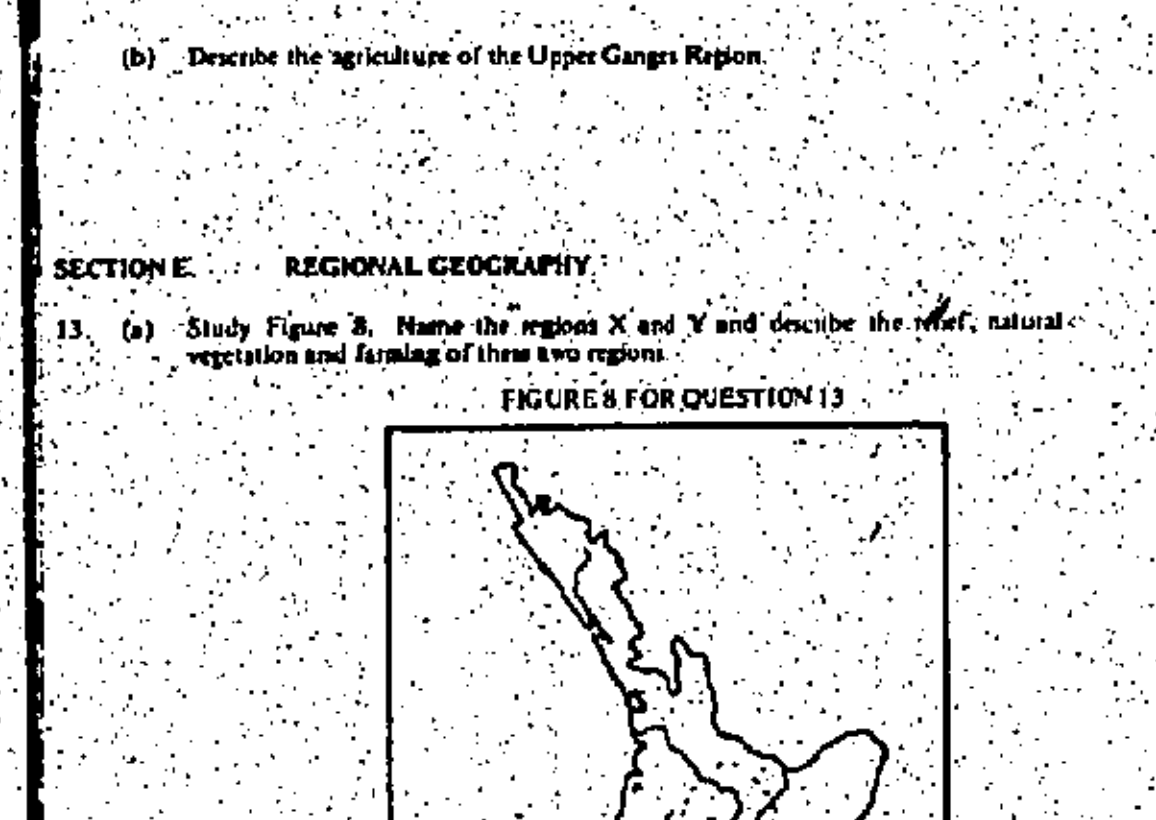 (b) Describe the agriculture of the Upper Ganges Region.
SECTION E. REGIONAL GEOGRAPHY
13. (a) Study Figure 8. Name the regions X and Y and describe the relief, natural
vegetation and farming of these two regions.
FIGURE 8 FOR QUESTION 13